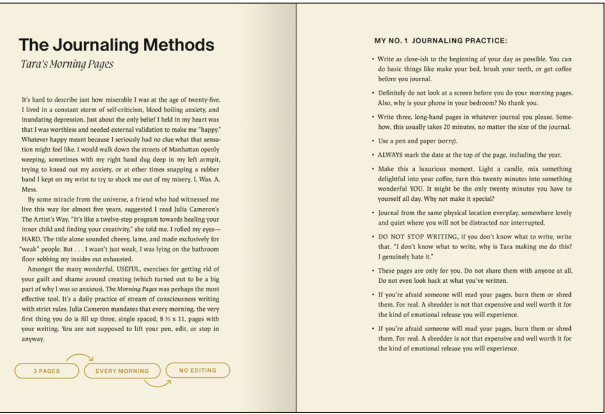 The Journaling Methods
Tara's Morning Pages
It's hard to describe just how miserable I was at the age of twenty-five.
I lived in a constant storm of self-criticism, blood boiling anxiety, and
inundating depression. Just about the only belief I held in my heart was
that I was worthless and needed external validation to make me "happy."
Whatever happy meant because I seriously had no clue what that sensa-
tion might feel like. I would walk down the streets of Manhattan openly
weeping, sometimes with my right hand dug deep in my left armpit,
trying to knead out my anxiety, or at other times snapping a rubber
band I kept on my wrist to try to shock me out of my misery. I. Was. A.
Mess.
By some miracle from the universe, a friend who had witnessed me
live this way for almost five years, suggested I read Julia Cameron's
The Artist's Way. "It's like a twelve-step program towards healing your
inner child and finding your creativity," she told me. I rolled my eyes—
HARD. The title alone sounded cheesy, lame, and made exclusively for
"weak" people. But . . . I wasn't just weak, I was lying on the bathroom
floor sobbing my insides out exhausted.
Amongst the many wonderful, USEFUL, exercises for getting rid of
your guilt and shame around creating (which turned out to be a big
part of why I was so anxious), The Morning Pages was perhaps the most
effective tool. It's a daily practice of stream of consciousness writing
with strict rules. Julia Cameron mandates that every morning, the very
first thing you do is fill up three, single spaced, 8 ½ x 11, pages with
your writing. You are not supposed to lift your pen, edit, or stop in
anyway.
3 PAGES
EVERY MORNING
NO EDITING
MY NO. 1 JOURNALING PRACTICE:
• Write as close-ish to the beginning of your day as possible. You can
do basic things like make your bed, brush your teeth, or get coffee
before you journal.
• Definitely do not look at a screen before you do your morning pages.
Also, why is your phone in your bedroom? No thank you.
• Write three, long-hand pages in whatever journal you please. Some-
how, this usually takes 20 minutes, no matter the size of the journal.
• Use a pen and paper (sorry).
• ALWAYS mark the date at the top of the page, including the year.
• Make this a luxurious moment. Light a candle, mix something
delightful into your coffee, turn this twenty minutes into something
wonderful YOU. It might be the only twenty minutes you have to
yourself all day. Why not make it special?
• Journal from the same physical location everyday, somewhere lovely
and quiet where you will not be distracted nor interrupted.
• DO NOT STOP WRITING, if you don't know what to write, write
that. "I don't know what to write, why is Tara making me do this?
I genuinely hate it."
• These pages are only for you. Do not share them with anyone at all.
Do not even look back at what you've written.
• If you're afraid someone will read your pages, burn them or shred
them. For real. A shredder is not that expensive and well worth it for
the kind of emotional release you will experience.
• If you're afraid someone will read your pages, burn them or shred
them. For real. A shredder is not that expensive and well worth it for
the kind of emotional release you will experience.